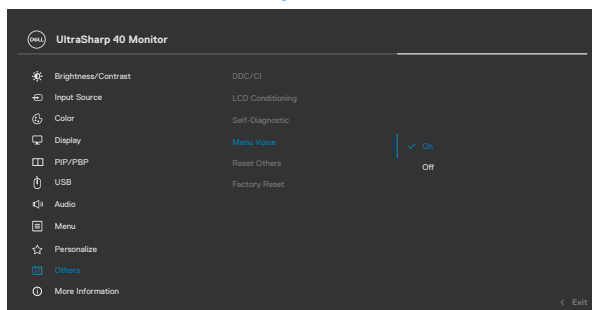 DELL UltraSharp 40 Monitor
Brightness/Contrast
Input Source
Color
Display
PIP/PBP
USB
Audio
Menu
Personalize
Others
More Information
DDC/CI
LCD Conditioning
Self-Diagnostic
Menu Voice
Reset Others
Factory Reset
On
Off
Exit